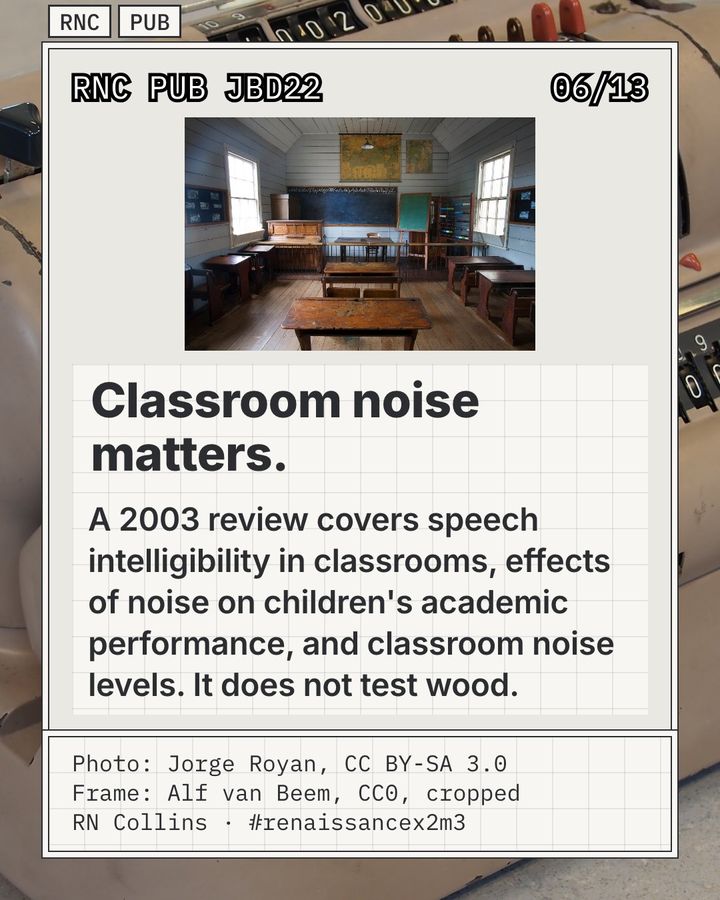 RNC PUB
RNC PUB JBD22 06/13
Classroom noise
matters.
A 2003 review covers speech
intelligibility in classrooms, effects
of noise on children's academic
performance, and classroom noise
levels. It does not test wood.
Photo: Jorge Royan, CC BY-SA 3.0
Frame: Alf van Beem, CC0, cropped
RN Collins · #renaissancex2m3